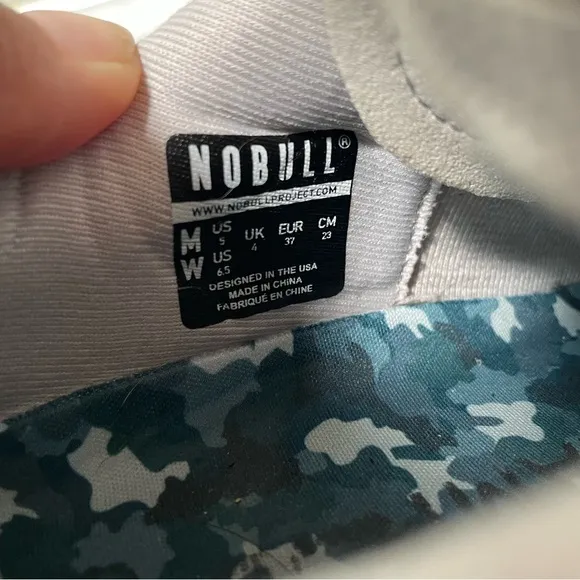 NOBULL®
WWW.NOBULLPROJECT.COM
M US 5 UK 4 EUR 37 CM 23
W US 6.5
DESIGNED IN THE USA
MADE IN CHINA
FABRIQUÉ EN CHINE